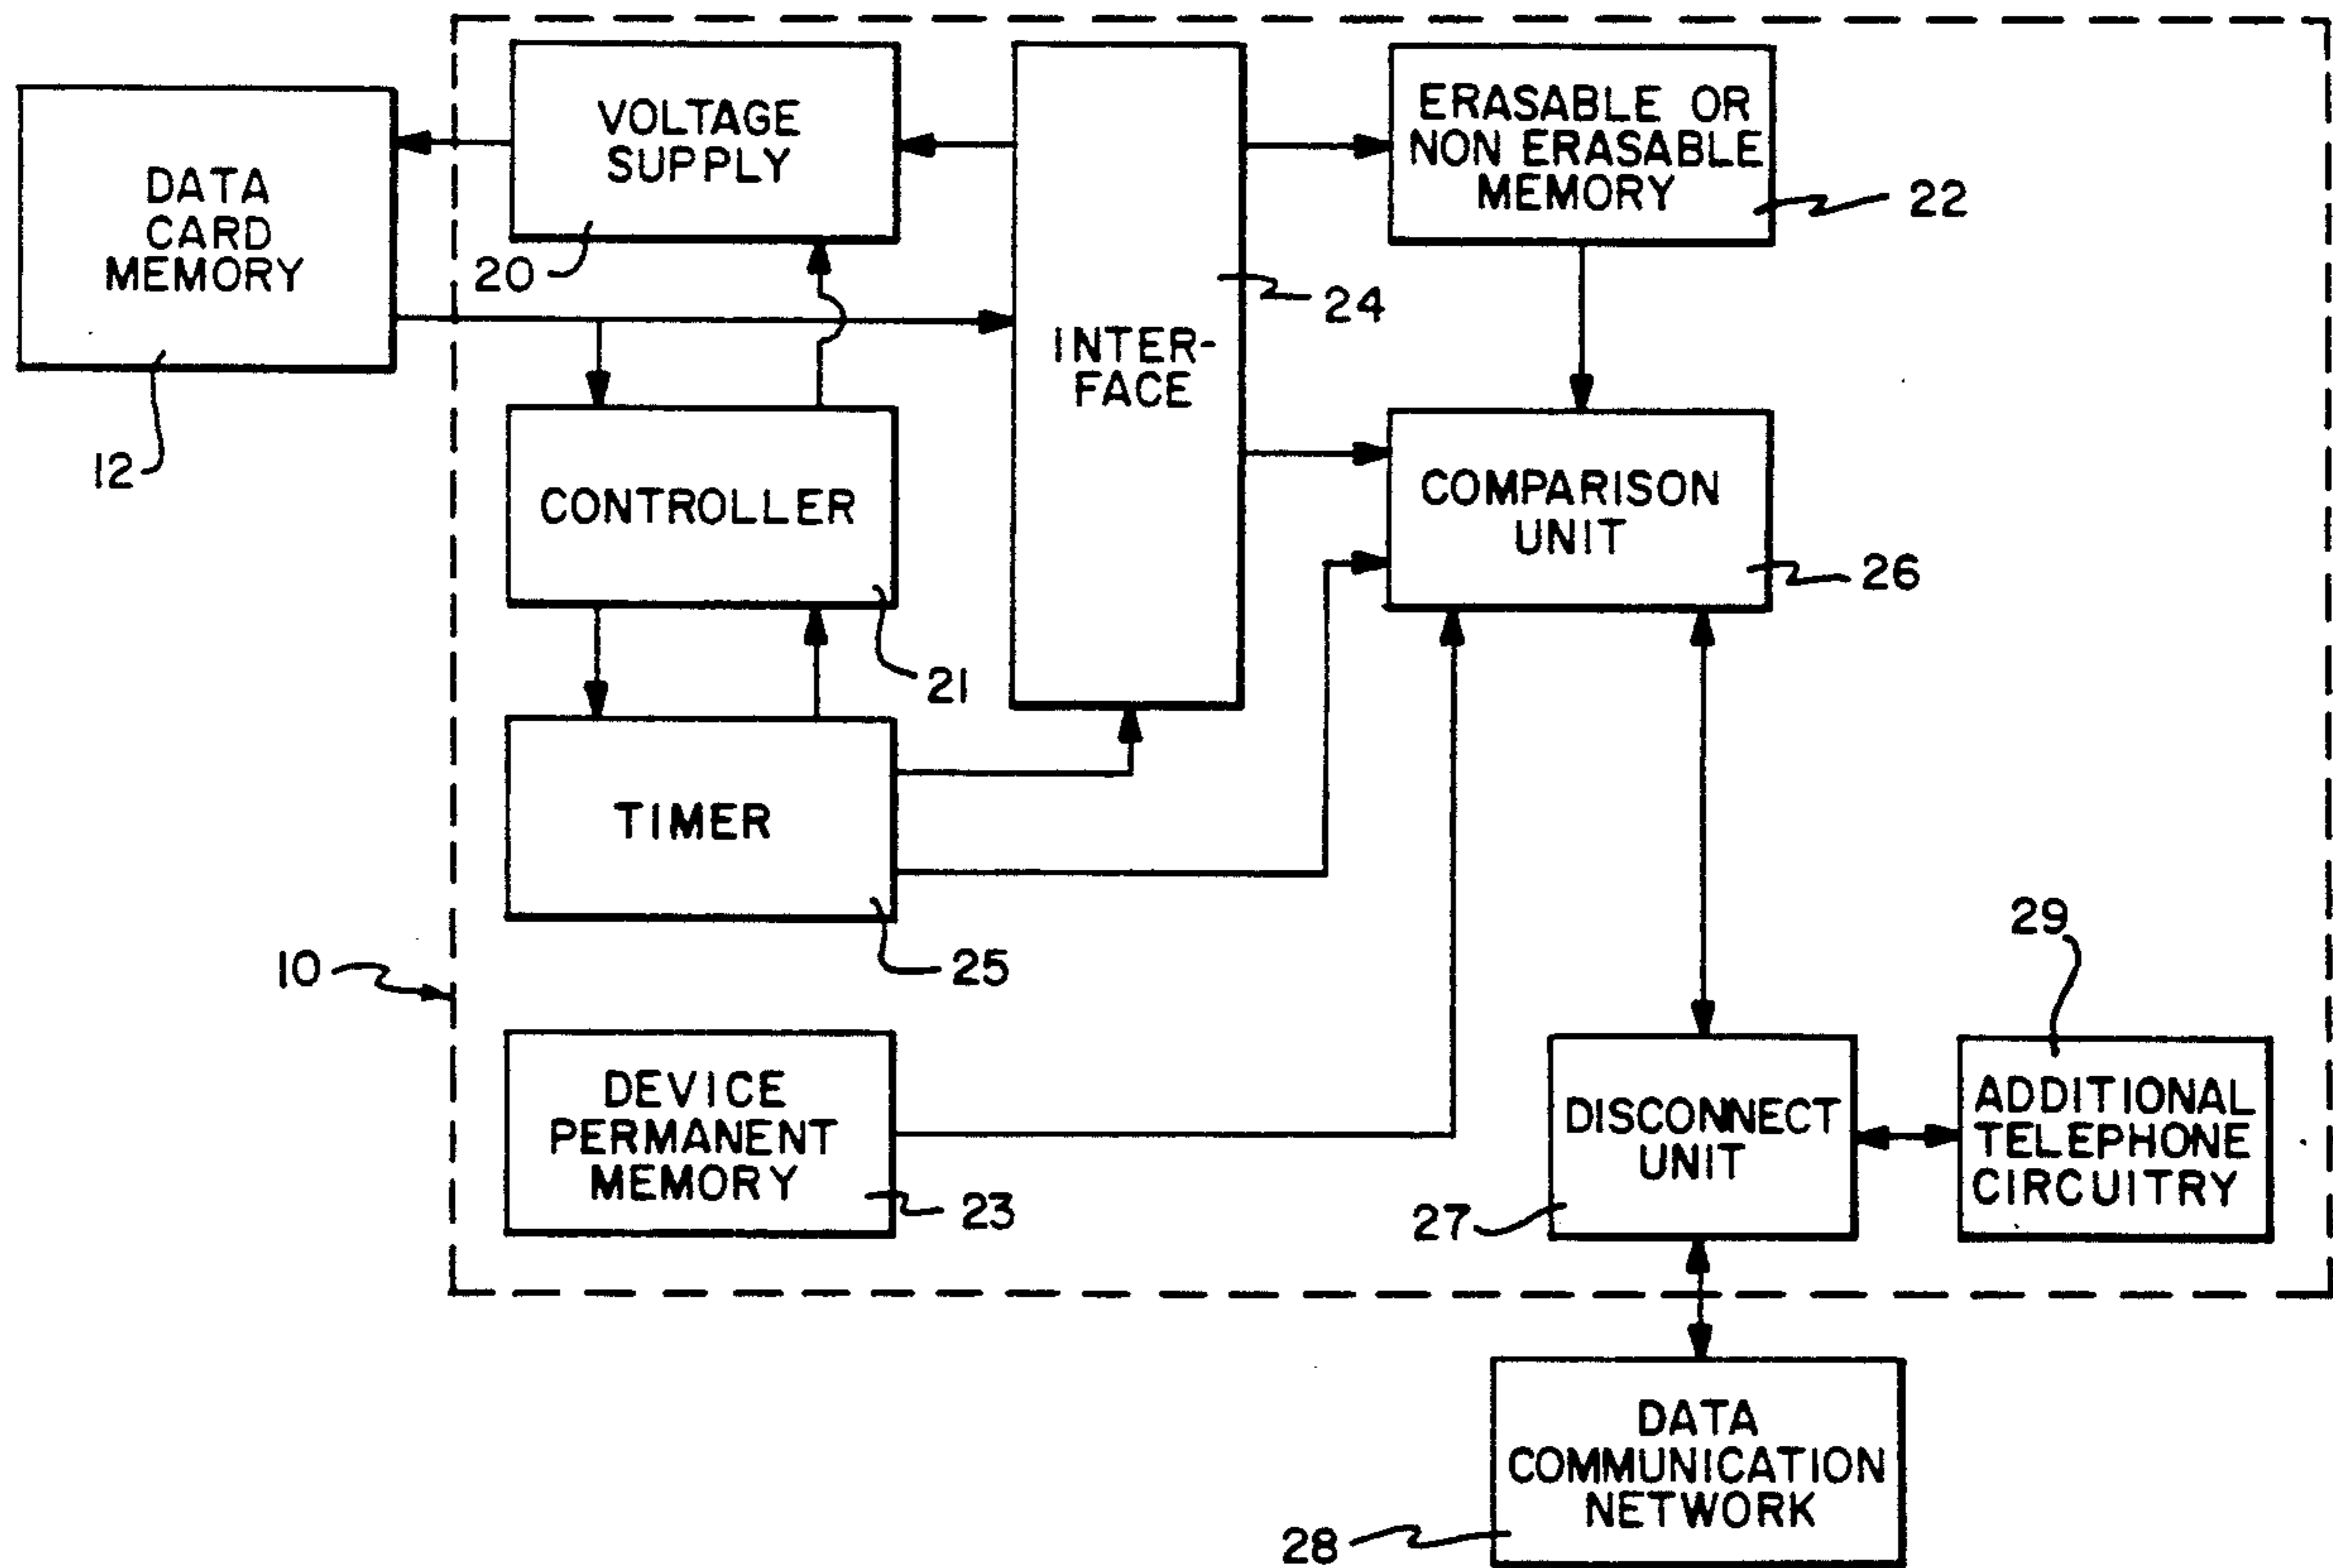 DATA
CARD
MEMORY
12
VOLTAGE
SUPPLY
20
INTER-
FACE
24
ERASABLE OR
NON ERASABLE
MEMORY
22
CONTROLLER
21
COMPARISON
UNIT
26
TIMER
25
10
DEVICE
PERMANENT
MEMORY
23
DISCONNECT
UNIT
27
29
ADDITIONAL
TELEPHONE
CIRCUITRY
DATA
COMMUNICATION
NETWORK
28